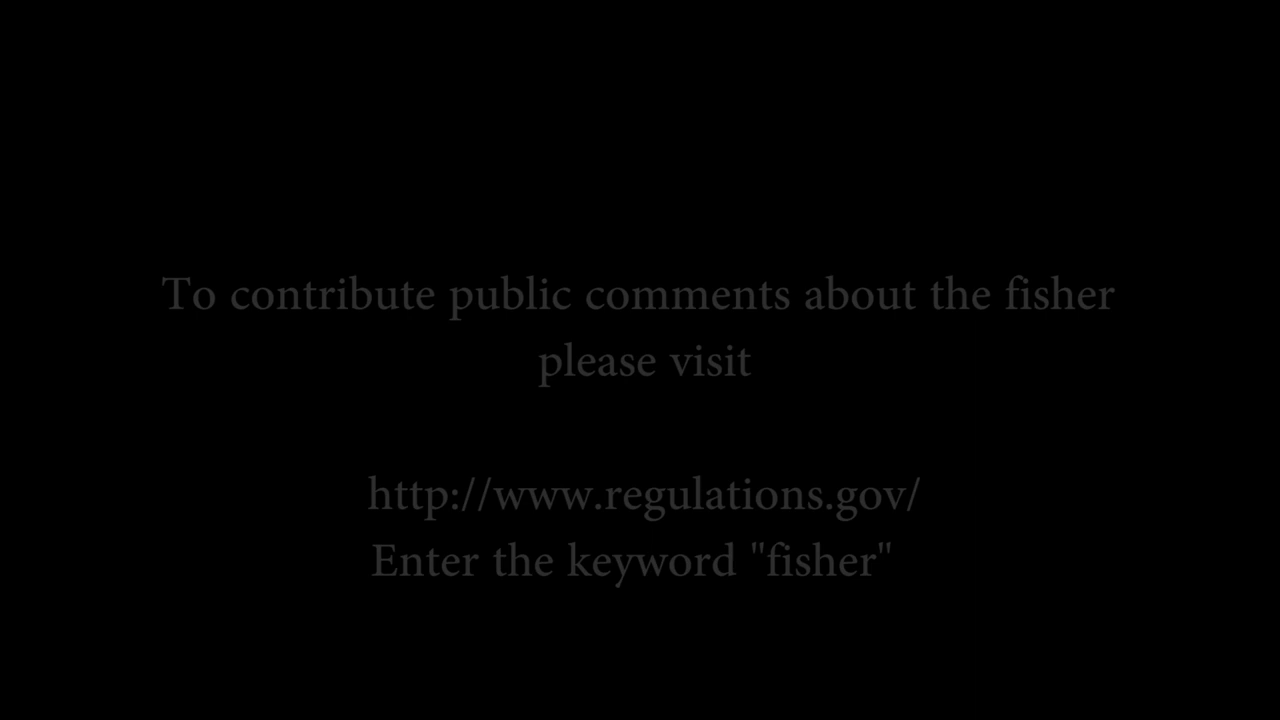 To contribute public comments about the fisher
please visit
http://www.regulations.gov/
Enter the keyword "fisher"